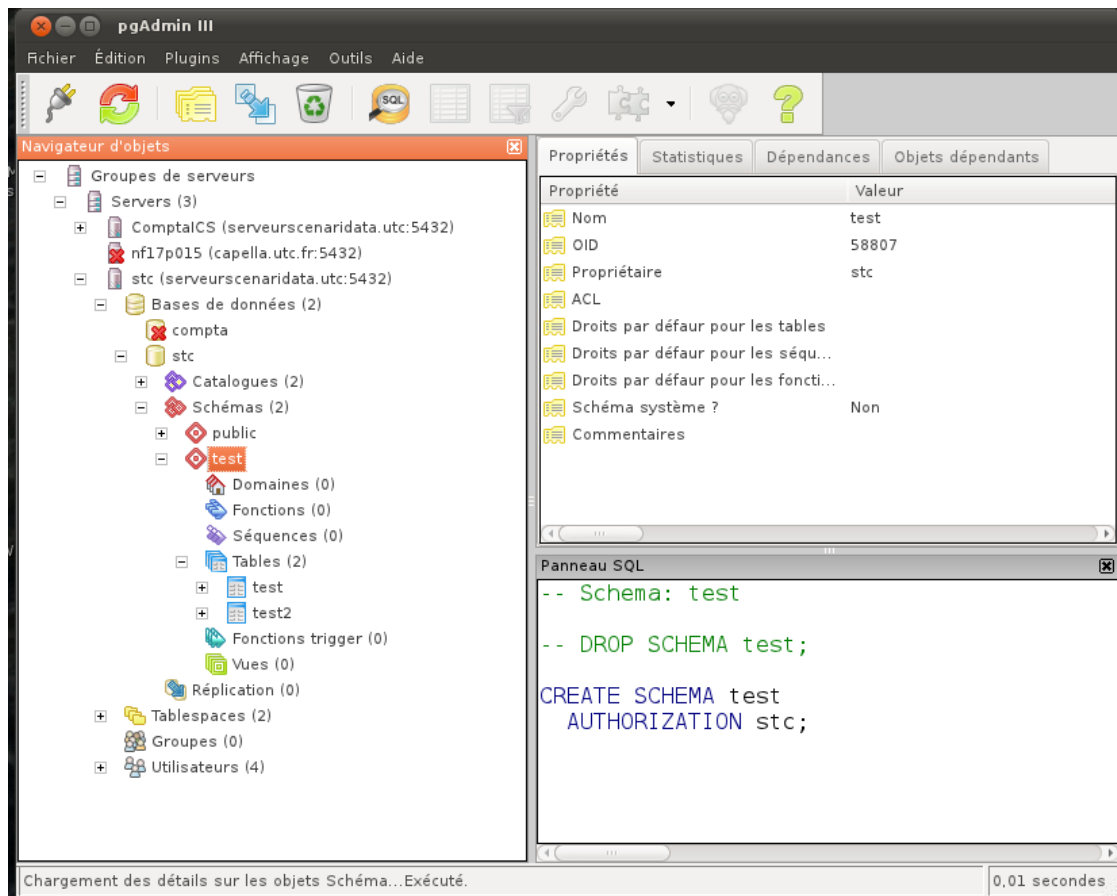 pgAdmin III
Fichier Édition Plugins Affichage Outils Aide
SQL
Navigateur d'objets
Groupes de serveurs
Servers (3)
ComptaICS (serveurscenaridata.utc:5432)
nf17p015 (capella.utc.fr:5432)
stc (serveurscenaridata.utc:5432)
Bases de données (2)
compta
stc
Catalogues (2)
Schémas (2)
public
test
Domaines (0)
Fonctions (0)
Séquences (0)
Tables (2)
test
test2
Fonctions trigger (0)
Vues (0)
Réplication (0)
Tablespaces (2)
Groupes (0)
Utilisateurs (4)
Propriétés Statistiques Dépendances Objets dépendants
Propriété Valeur
Nom test
OID 58807
Propriétaire stc
ACL
Droits par défaur pour les tables
Droits par défaur pour les séqu...
Droits par défaur pour les foncti...
Schéma système ? Non
Commentaires
Panneau SQL
-- Schema: test
-- DROP SCHEMA test;
CREATE SCHEMA test
AUTHORIZATION stc;
Chargement des détails sur les objets Schéma...Exécuté.
0,01 secondes